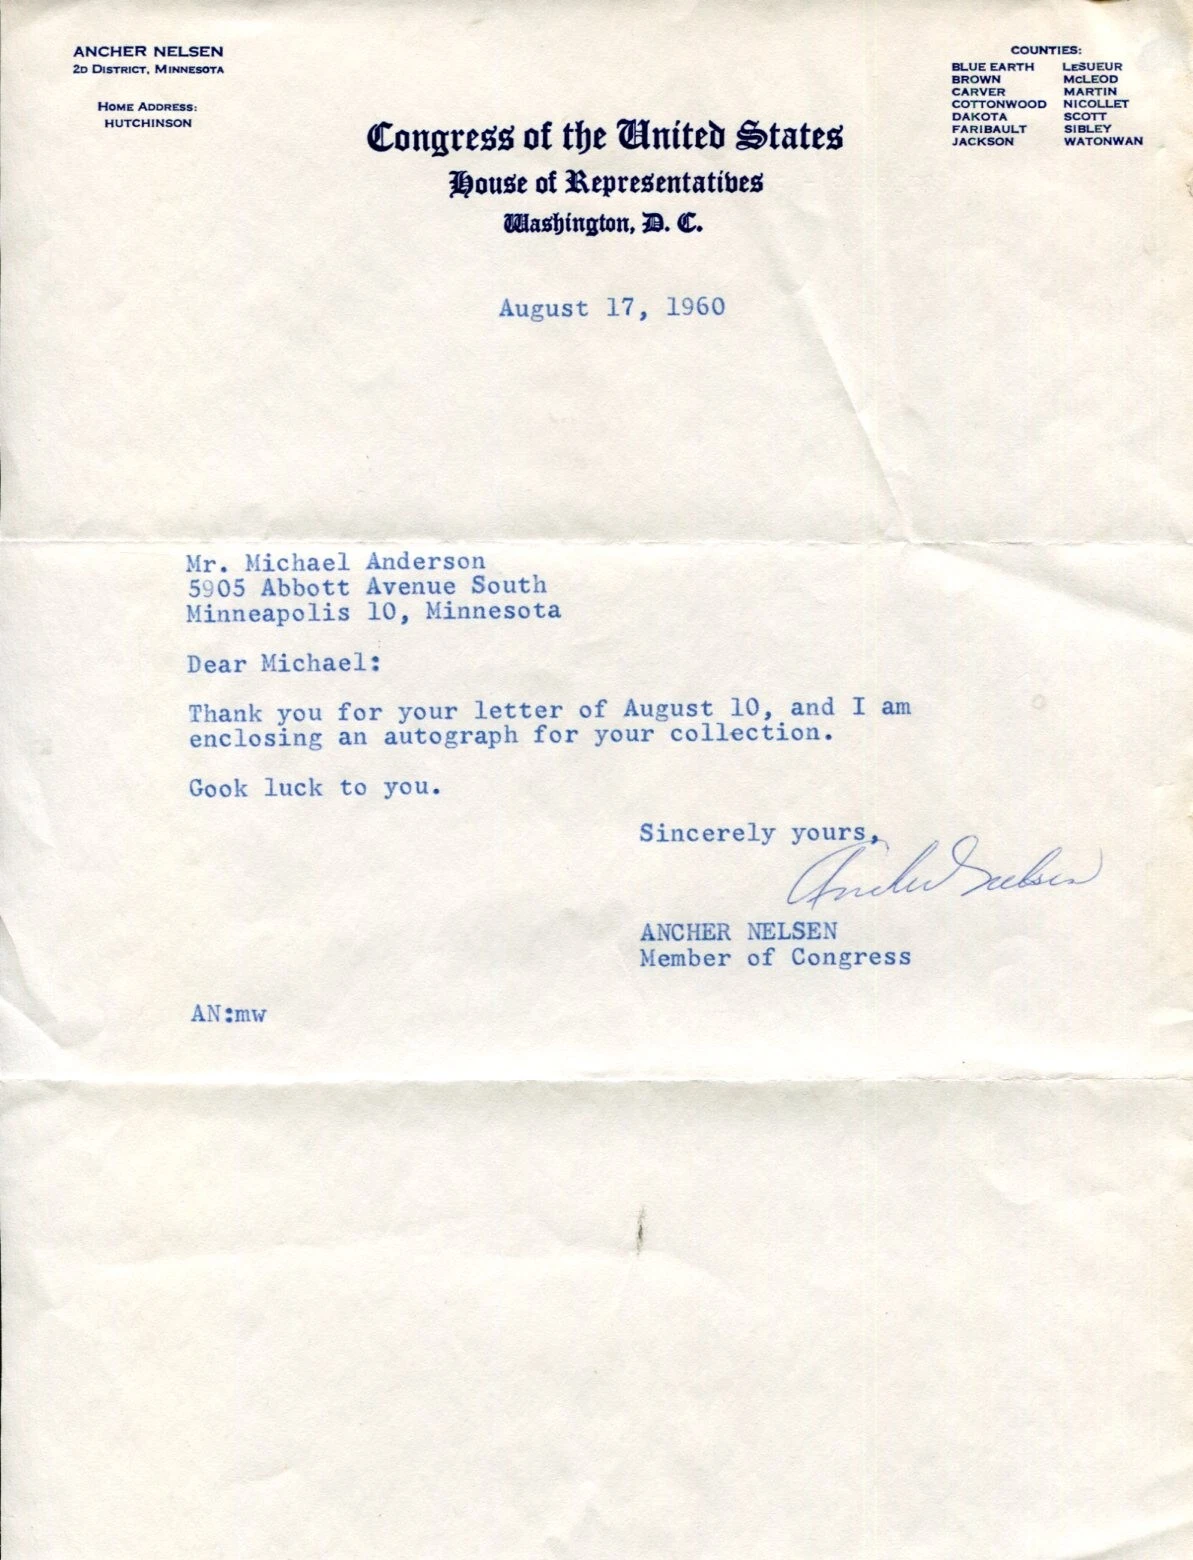 ANCHER NELSEN
2D DISTRICT, MINNESOTA
HOME ADDRESS:
HUTCHINSON
COUNTIES:
BLUE EARTH LESUEUR
BROWN MCLEOD
CARVER MARTIN
COTTONWOOD NICOLLET
DAKOTA SCOTT
FARIBAULT SIBLEY
JACKSON WATONWAN
Congress of the United States
House of Representatives
Washington, D. C.
August 17, 1960
Mr. Michael Anderson
5905 Abbott Avenue South
Minneapolis 10, Minnesota
Dear Michael:
Thank you for your letter of August 10, and I am
enclosing an autograph for your collection.
Gook luck to you.
Sincerely yours,
Ancher Nelsen
ANCHER NELSEN
Member of Congress
AN:mw